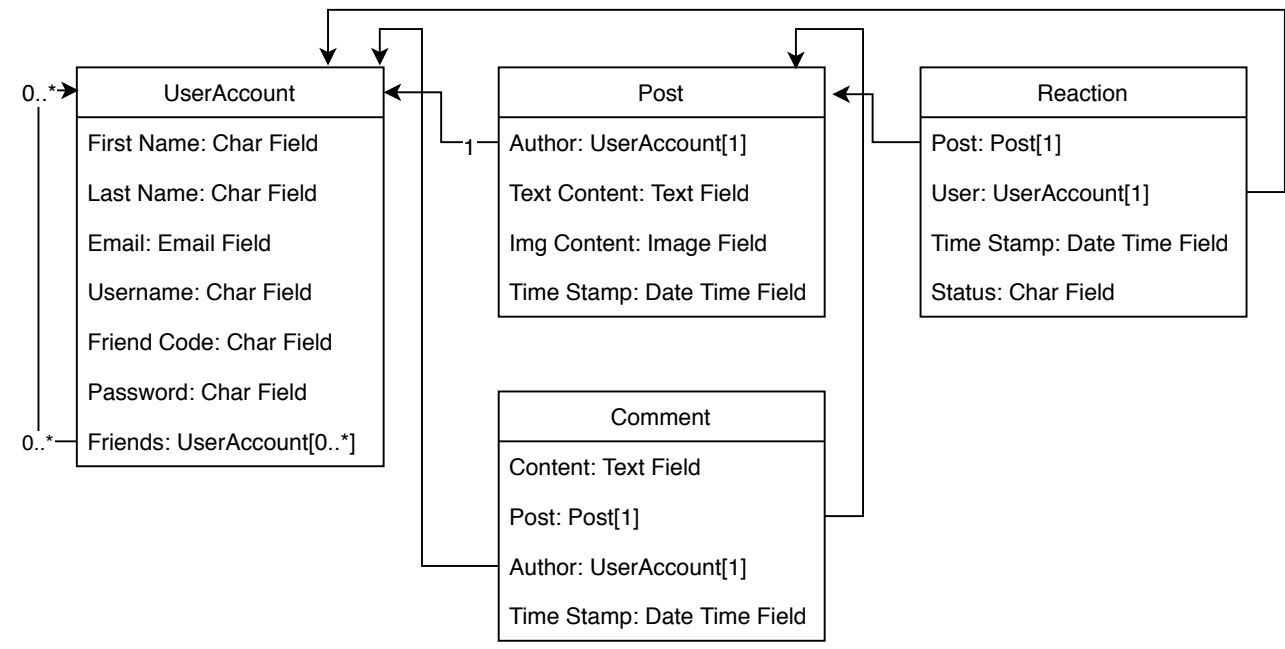 0..*
UserAccount
First Name: Char Field
Last Name: Char Field
Email: Email Field
Username: Char Field
Friend Code: Char Field
Password: Char Field
0..*
Friends: UserAccount[0..*]
1
Post
Author: UserAccount[1]
Text Content: Text Field
Img Content: Image Field
Time Stamp: Date Time Field
Reaction
Post: Post[1]
User: UserAccount[1]
Time Stamp: Date Time Field
Status: Char Field
Comment
Content: Text Field
Post: Post[1]
Author: UserAccount[1]
Time Stamp: Date Time Field